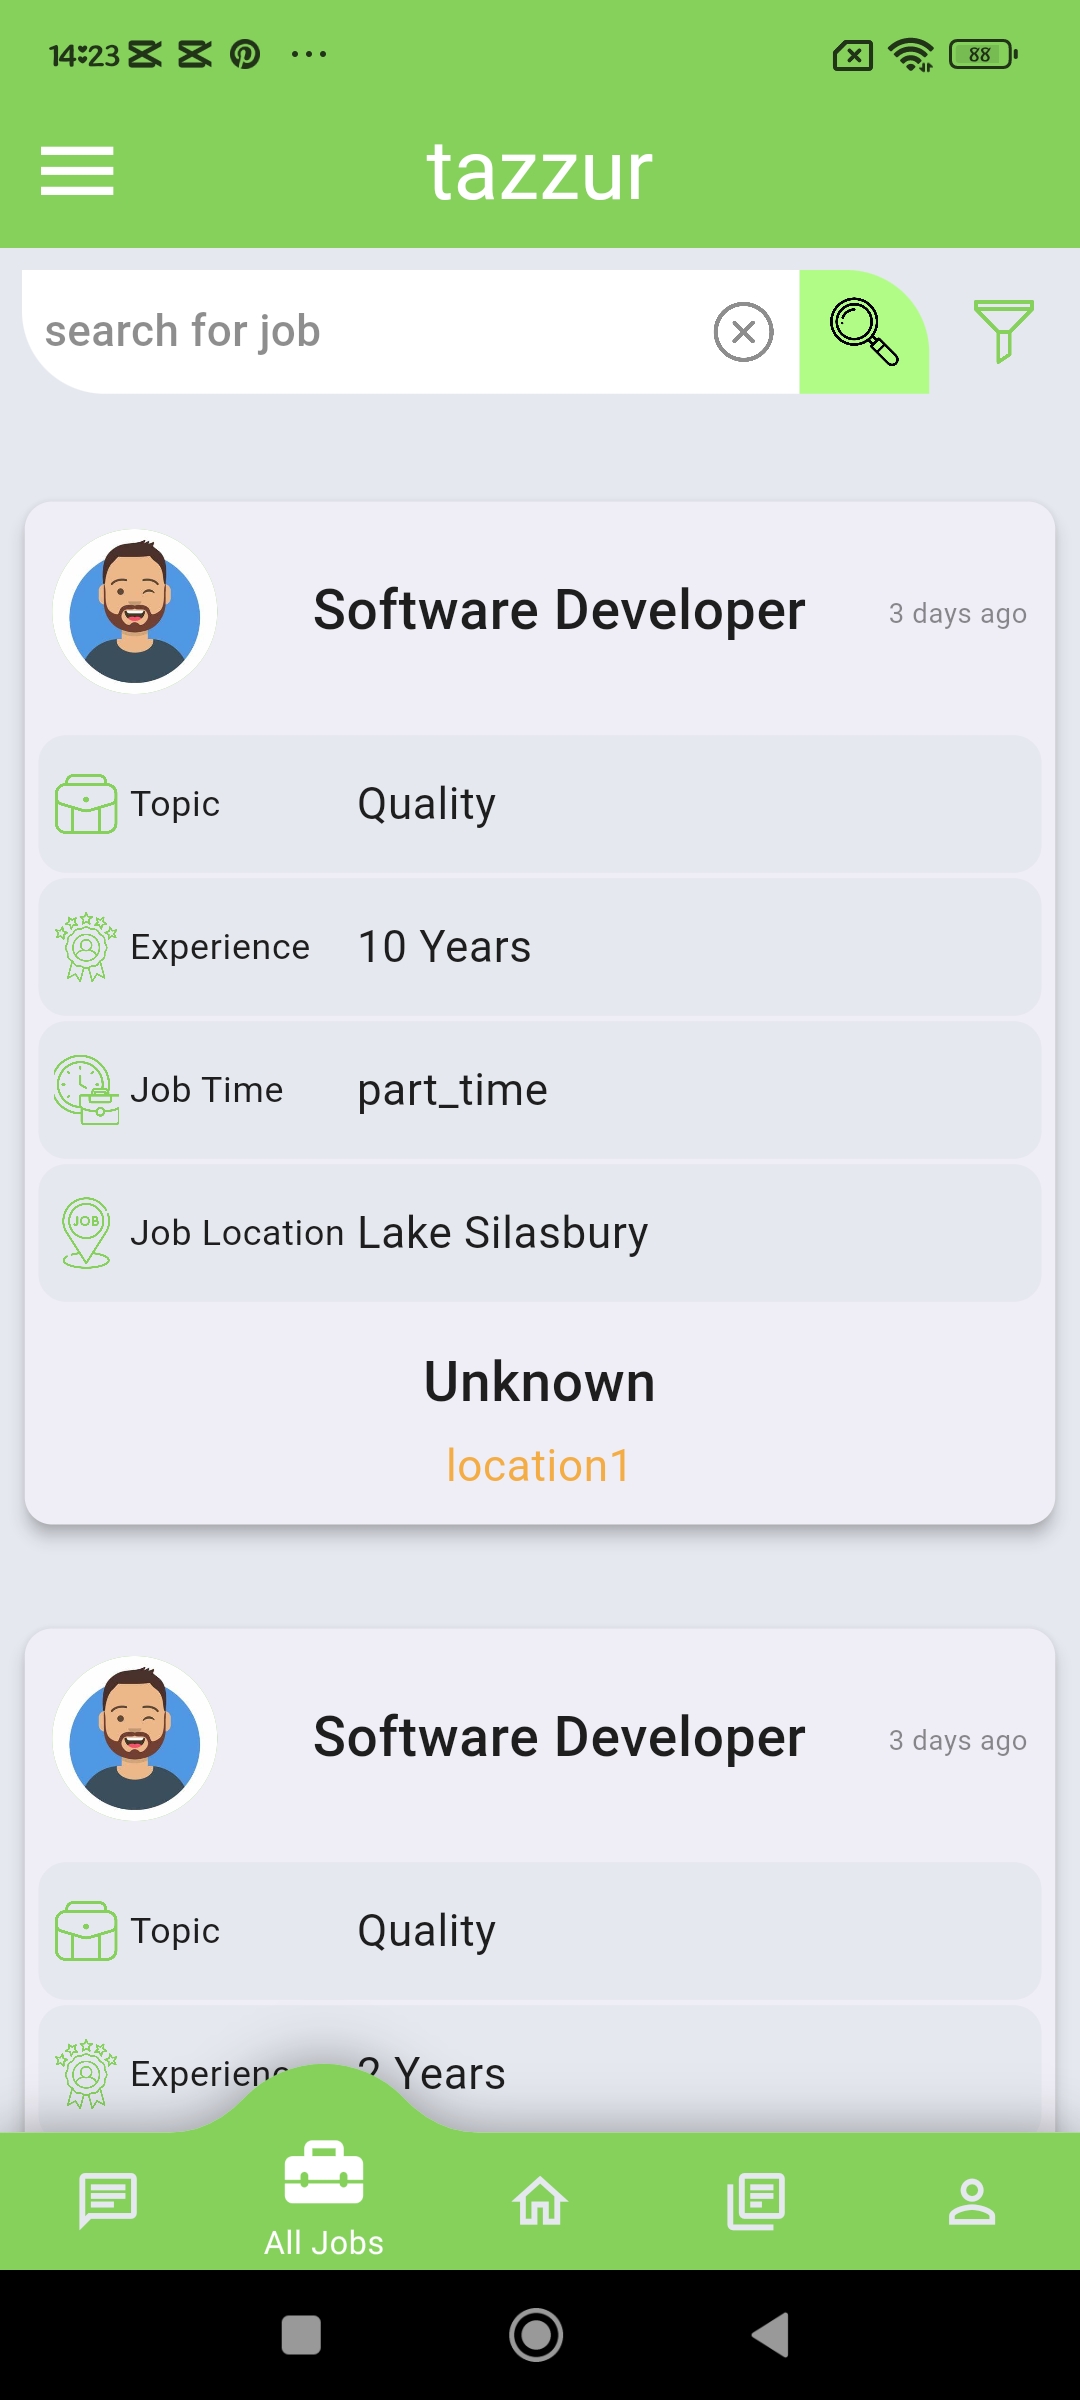 14:23
88
tazzur
search for job
Software Developer 3 days ago
Topic Quality
Experience 10 Years
Job Time part_time
JOB
Job Location Lake Silasbury
Unknown
location1
Software Developer 3 days ago
Topic Quality
Experienc 2 Years
All Jobs